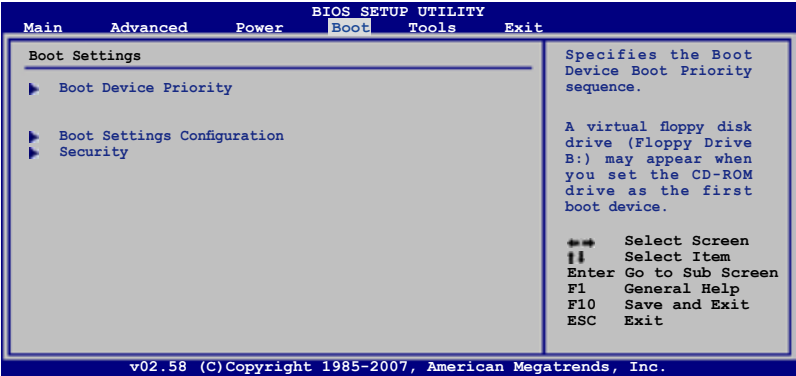 BIOS SETUP UTILITY
Main Advanced Power Boot Tools Exit
Boot Settings
Boot Device Priority
Boot Settings Configuration
Security
Specifies the Boot
Device Boot Priority
sequence.
A virtual floppy disk
drive (Floppy Drive
B:) may appear when
you set the CD-ROM
drive as the first
boot device.
Select Screen
Select Item
Enter Go to Sub Screen
F1 General Help
F10 Save and Exit
ESC Exit
v02.58 (C)Copyright 1985-2007, American Megatrends, Inc.